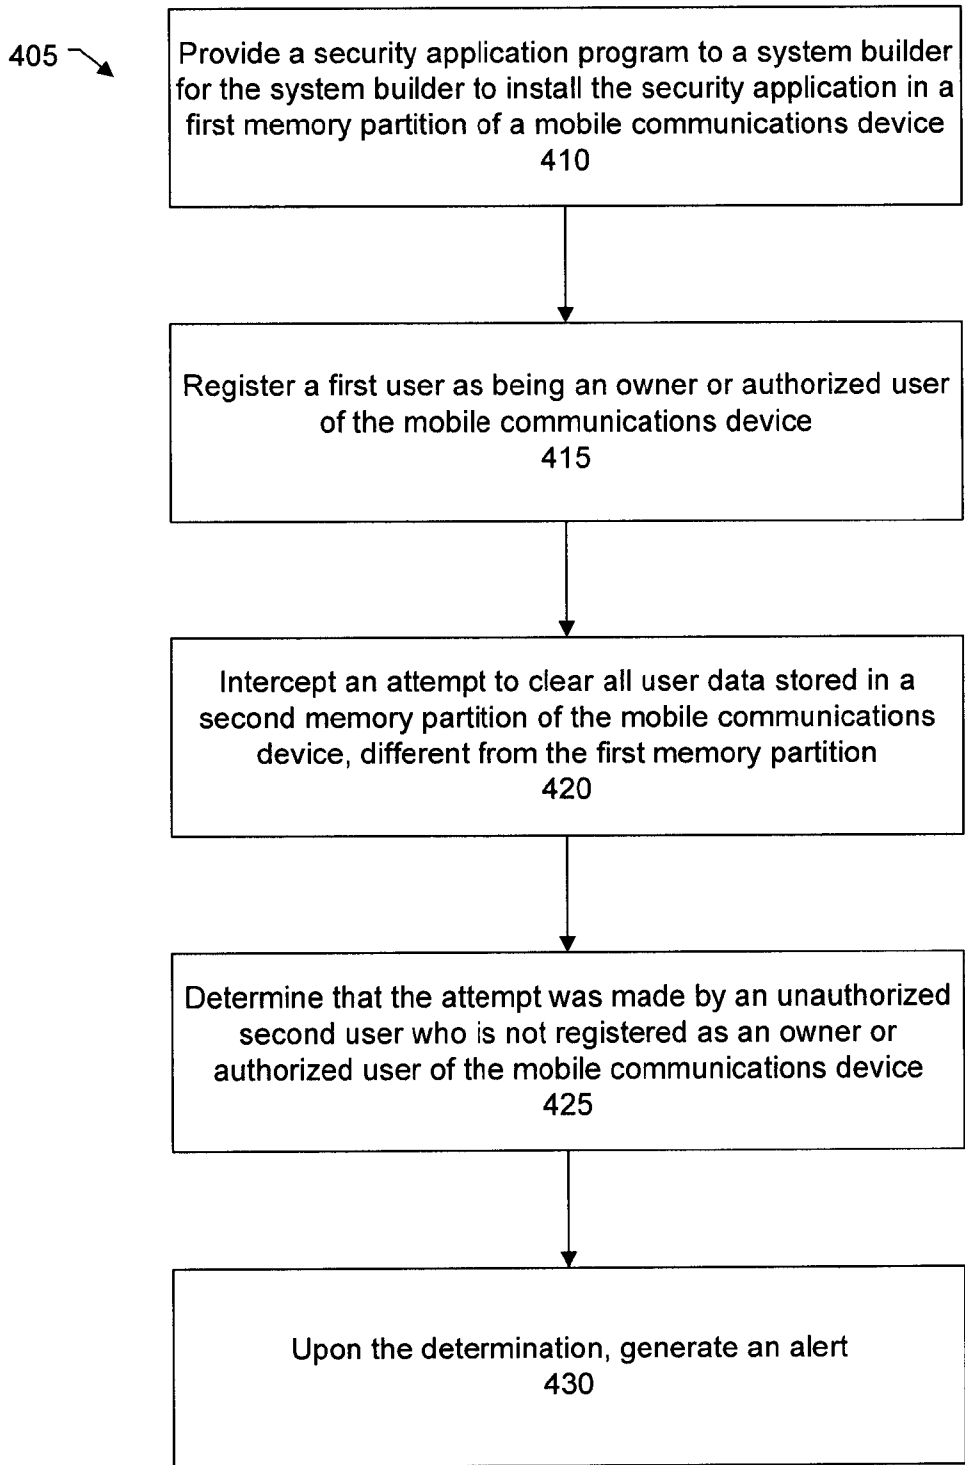 405
Provide a security application program to a system builder
for the system builder to install the security application in a
first memory partition of a mobile communications device
410
Register a first user as being an owner or authorized user
of the mobile communications device
415
Intercept an attempt to clear all user data stored in a
second memory partition of the mobile communications
device, different from the first memory partition
420
Determine that the attempt was made by an unauthorized
second user who is not registered as an owner or
authorized user of the mobile communications device
425
Upon the determination, generate an alert
430